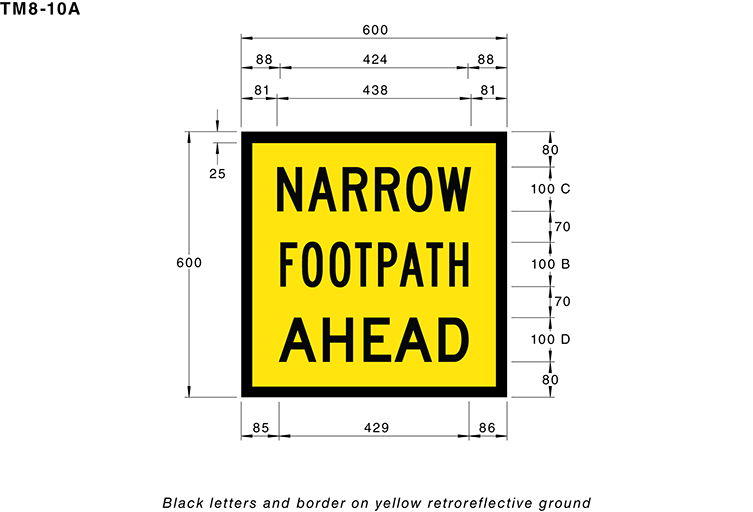 TM8-10A
600
88 424 88
81 438 81
25
80
NARROW
100 C
70
600
FOOTPATH
100 B
70
AHEAD
100 D
80
85 429 86
Black letters and border on yellow retroreflective ground